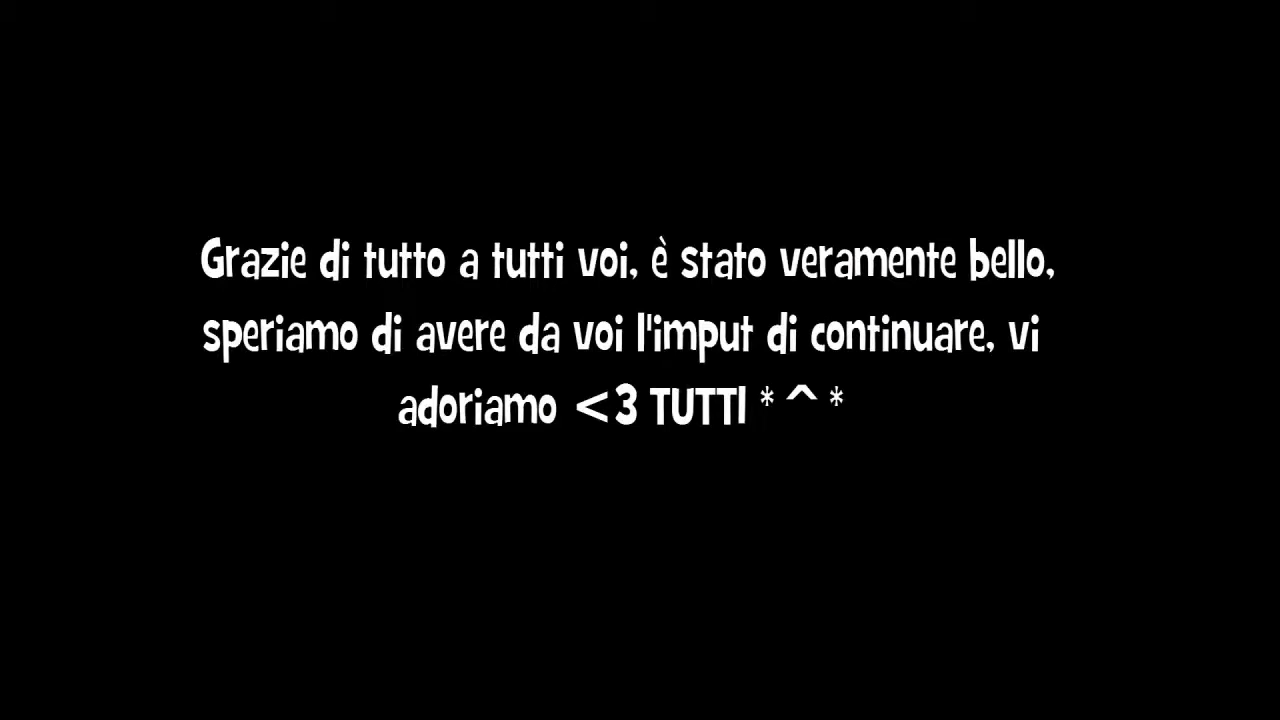 Grazie di tutto a tutti voi, è stato veramente bello,
speriamo di avere da voi l'imput di continuare, vi
adoriamo <3 TUTTI *^*